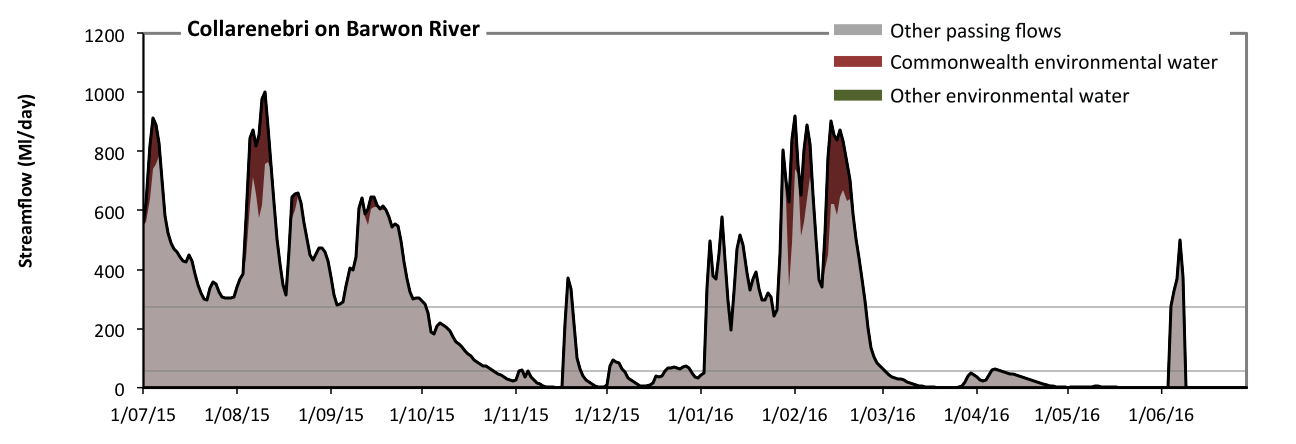 Collarenebri on Barwon River
Other passing flows
Commonwealth environmental water
Other environmental water
Streamflow (Ml/day)
1200
1000
800
600
400
200
0
1/07/15 1/08/15 1/09/15 1/10/15 1/11/15 1/12/15 1/01/16 1/02/16 1/03/16 1/04/16 1/05/16 1/06/16